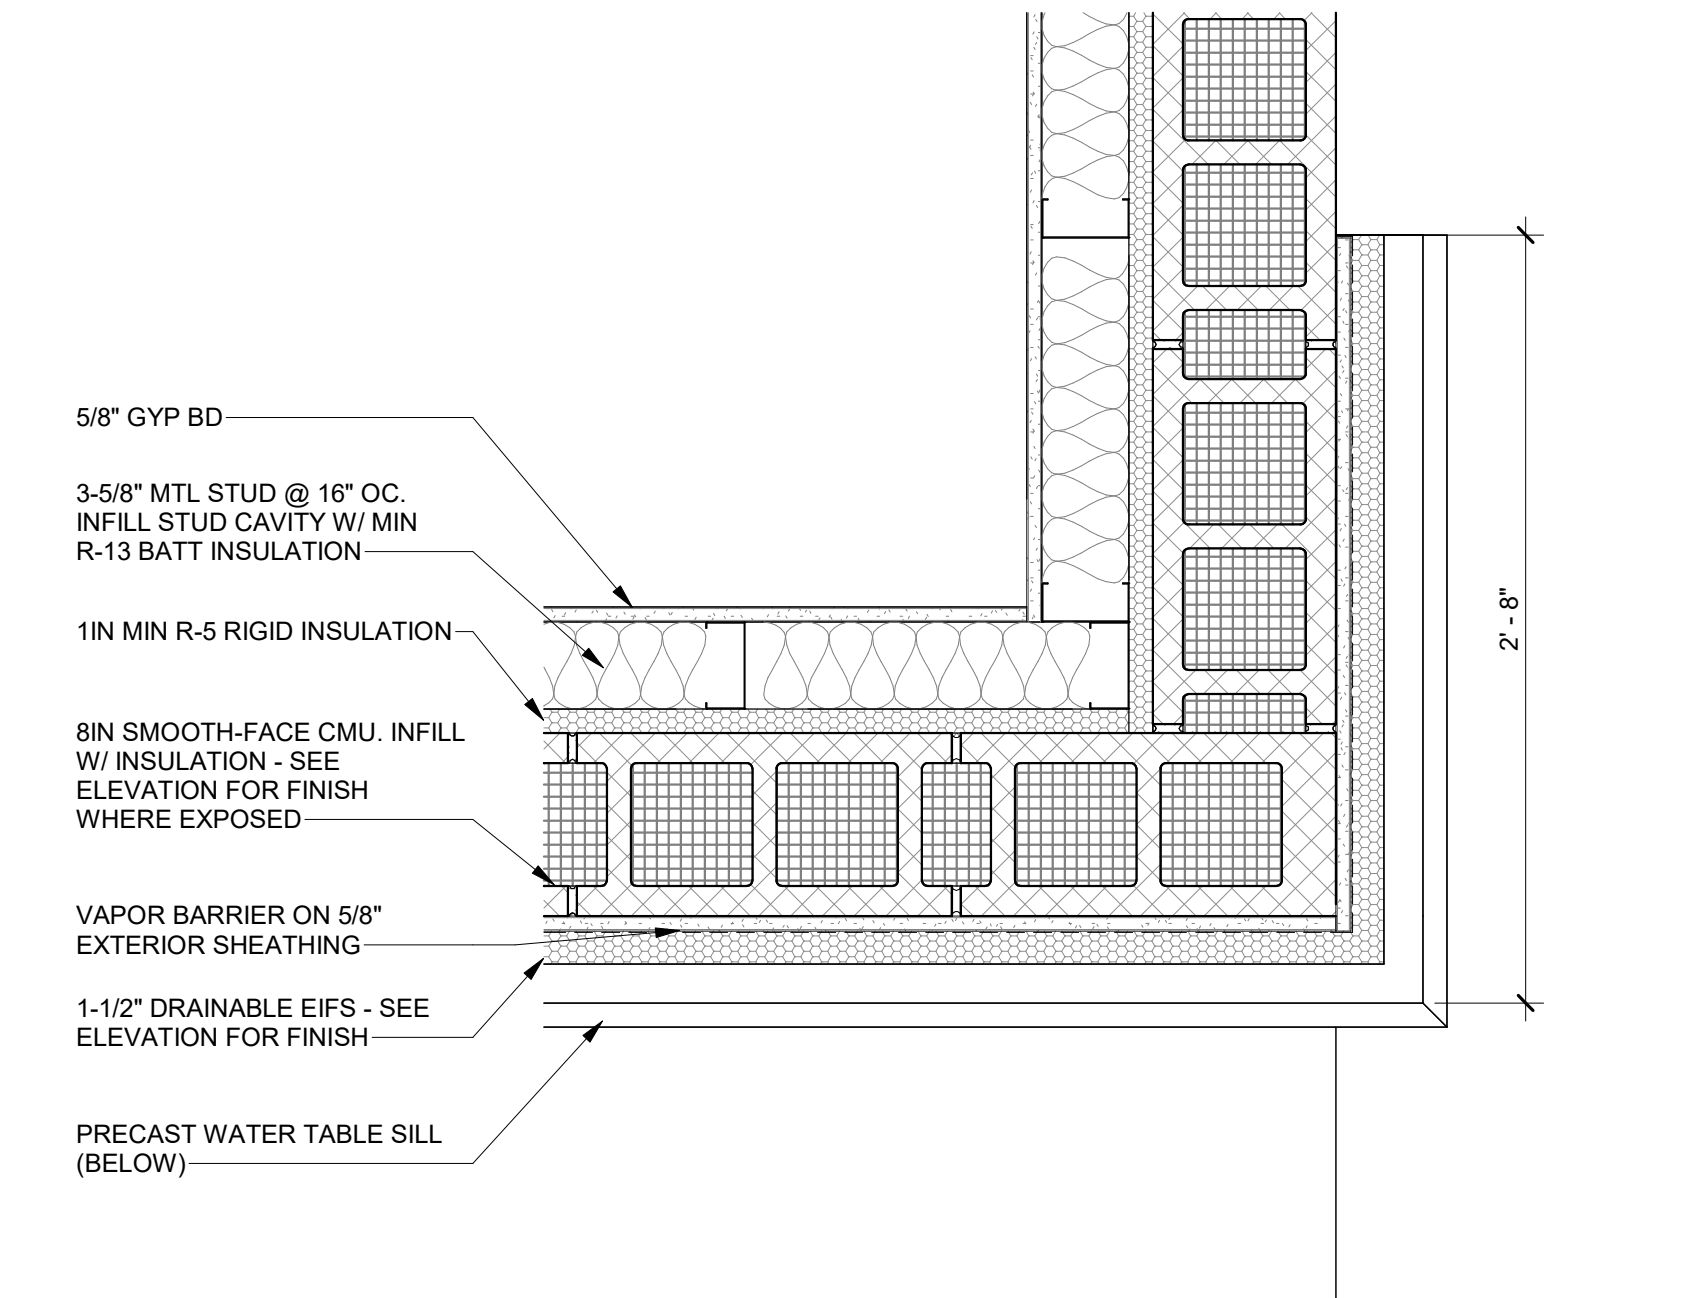 5/8" GYP BD
3-5/8" MTL STUD @ 16" OC.
INFILL STUD CAVITY W/ MIN
R-13 BATT INSULATION
1IN MIN R-5 RIGID INSULATION
8IN SMOOTH-FACE CMU. INFILL
W/ INSULATION - SEE
ELEVATION FOR FINISH
WHERE EXPOSED
VAPOR BARRIER ON 5/8"
EXTERIOR SHEATHING
1-1/2" DRAINABLE EIFS - SEE
ELEVATION FOR FINISH
PRECAST WATER TABLE SILL
(BELOW)
2' - 8"